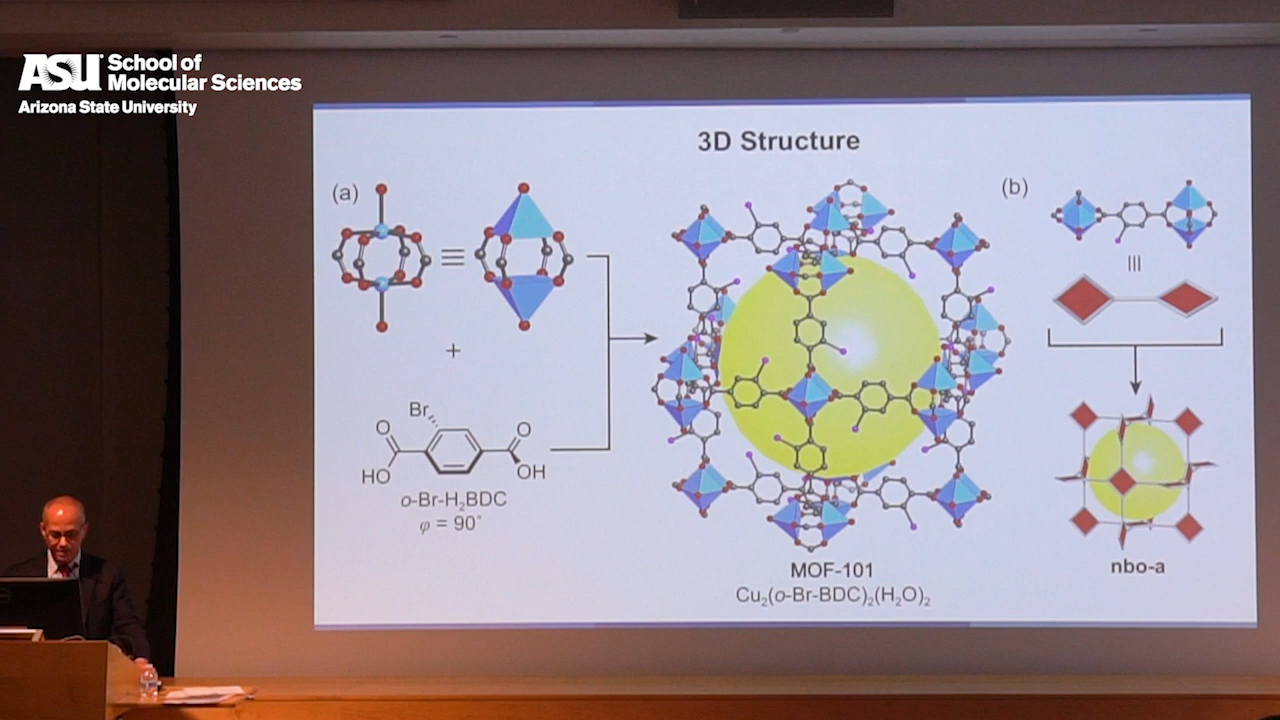 ASU School of
Molecular Sciences
Arizona State University
3D Structure
(a)
(b)
+
Br
O
O
HO
OH
o-Br-H₂BDC
φ = 90°
MOF-101
Cu₂(o-Br-BDC)₂(H₂O)₂
nbo-a